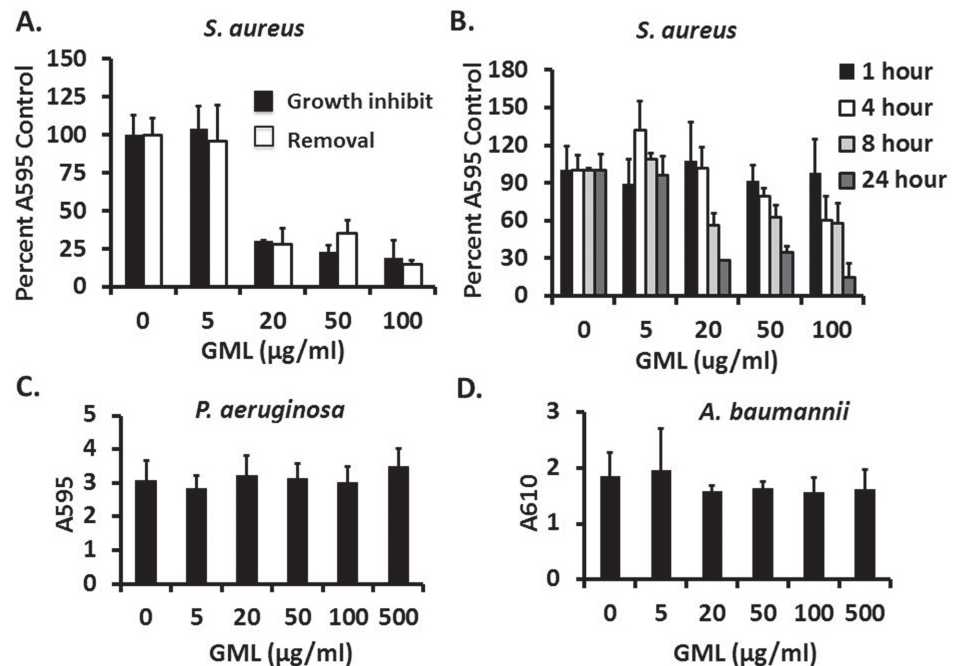 A.
S. aureus
Percent A595 Control
150
125
100
75
50
25
0
Growth inhibit
Removal
0 5 20 50 100
GML (µg/ml)
B.
S. aureus
Percent A595 Control
180
150
120
90
60
30
0
1 hour
4 hour
8 hour
24 hour
0 5 20 50 100
GML (ug/ml)
C.
P. aeruginosa
A595
5
4
3
2
1
0
0 5 20 50 100 500
GML (µg/ml)
D.
A. baumannii
A610
3
2
1
0
0 5 20 50 100 500
GML (µg/ml)